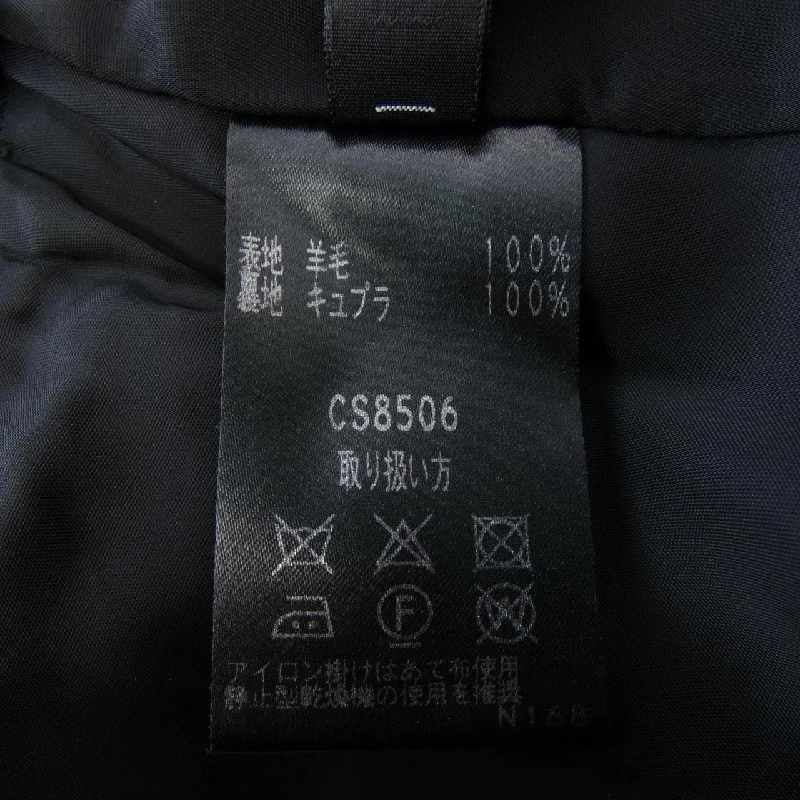 表地 羊毛 100%
裏地 キュプラ 100%
CS8506
取り扱い方
F
W
アイロン掛けはあて布使用
静止型乾燥機の使用を推奨
N168